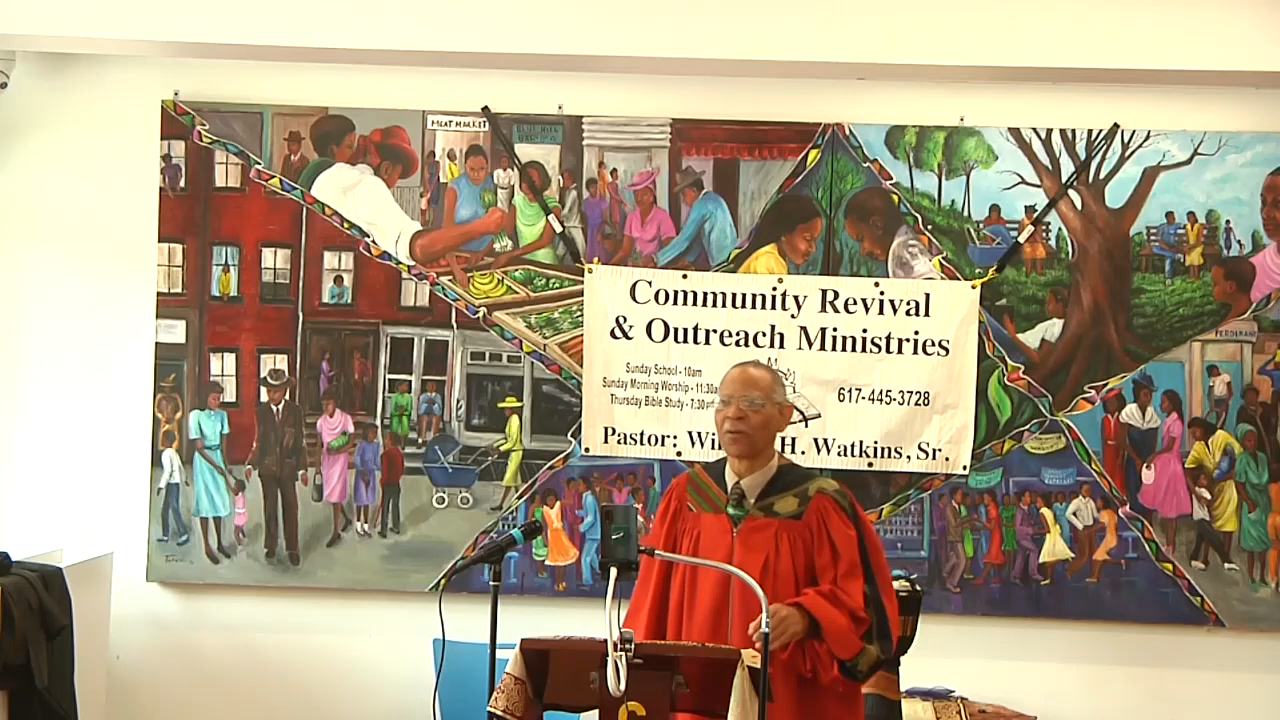 MEAT MARKET
Community Revival
& Outreach Ministries
Sunday School - 10am
Sunday Morning Worship - 11:30a
Thursday Bible Study - 7:30 pm
617-445-3728
Pastor: Wi H. Watkins, Sr.